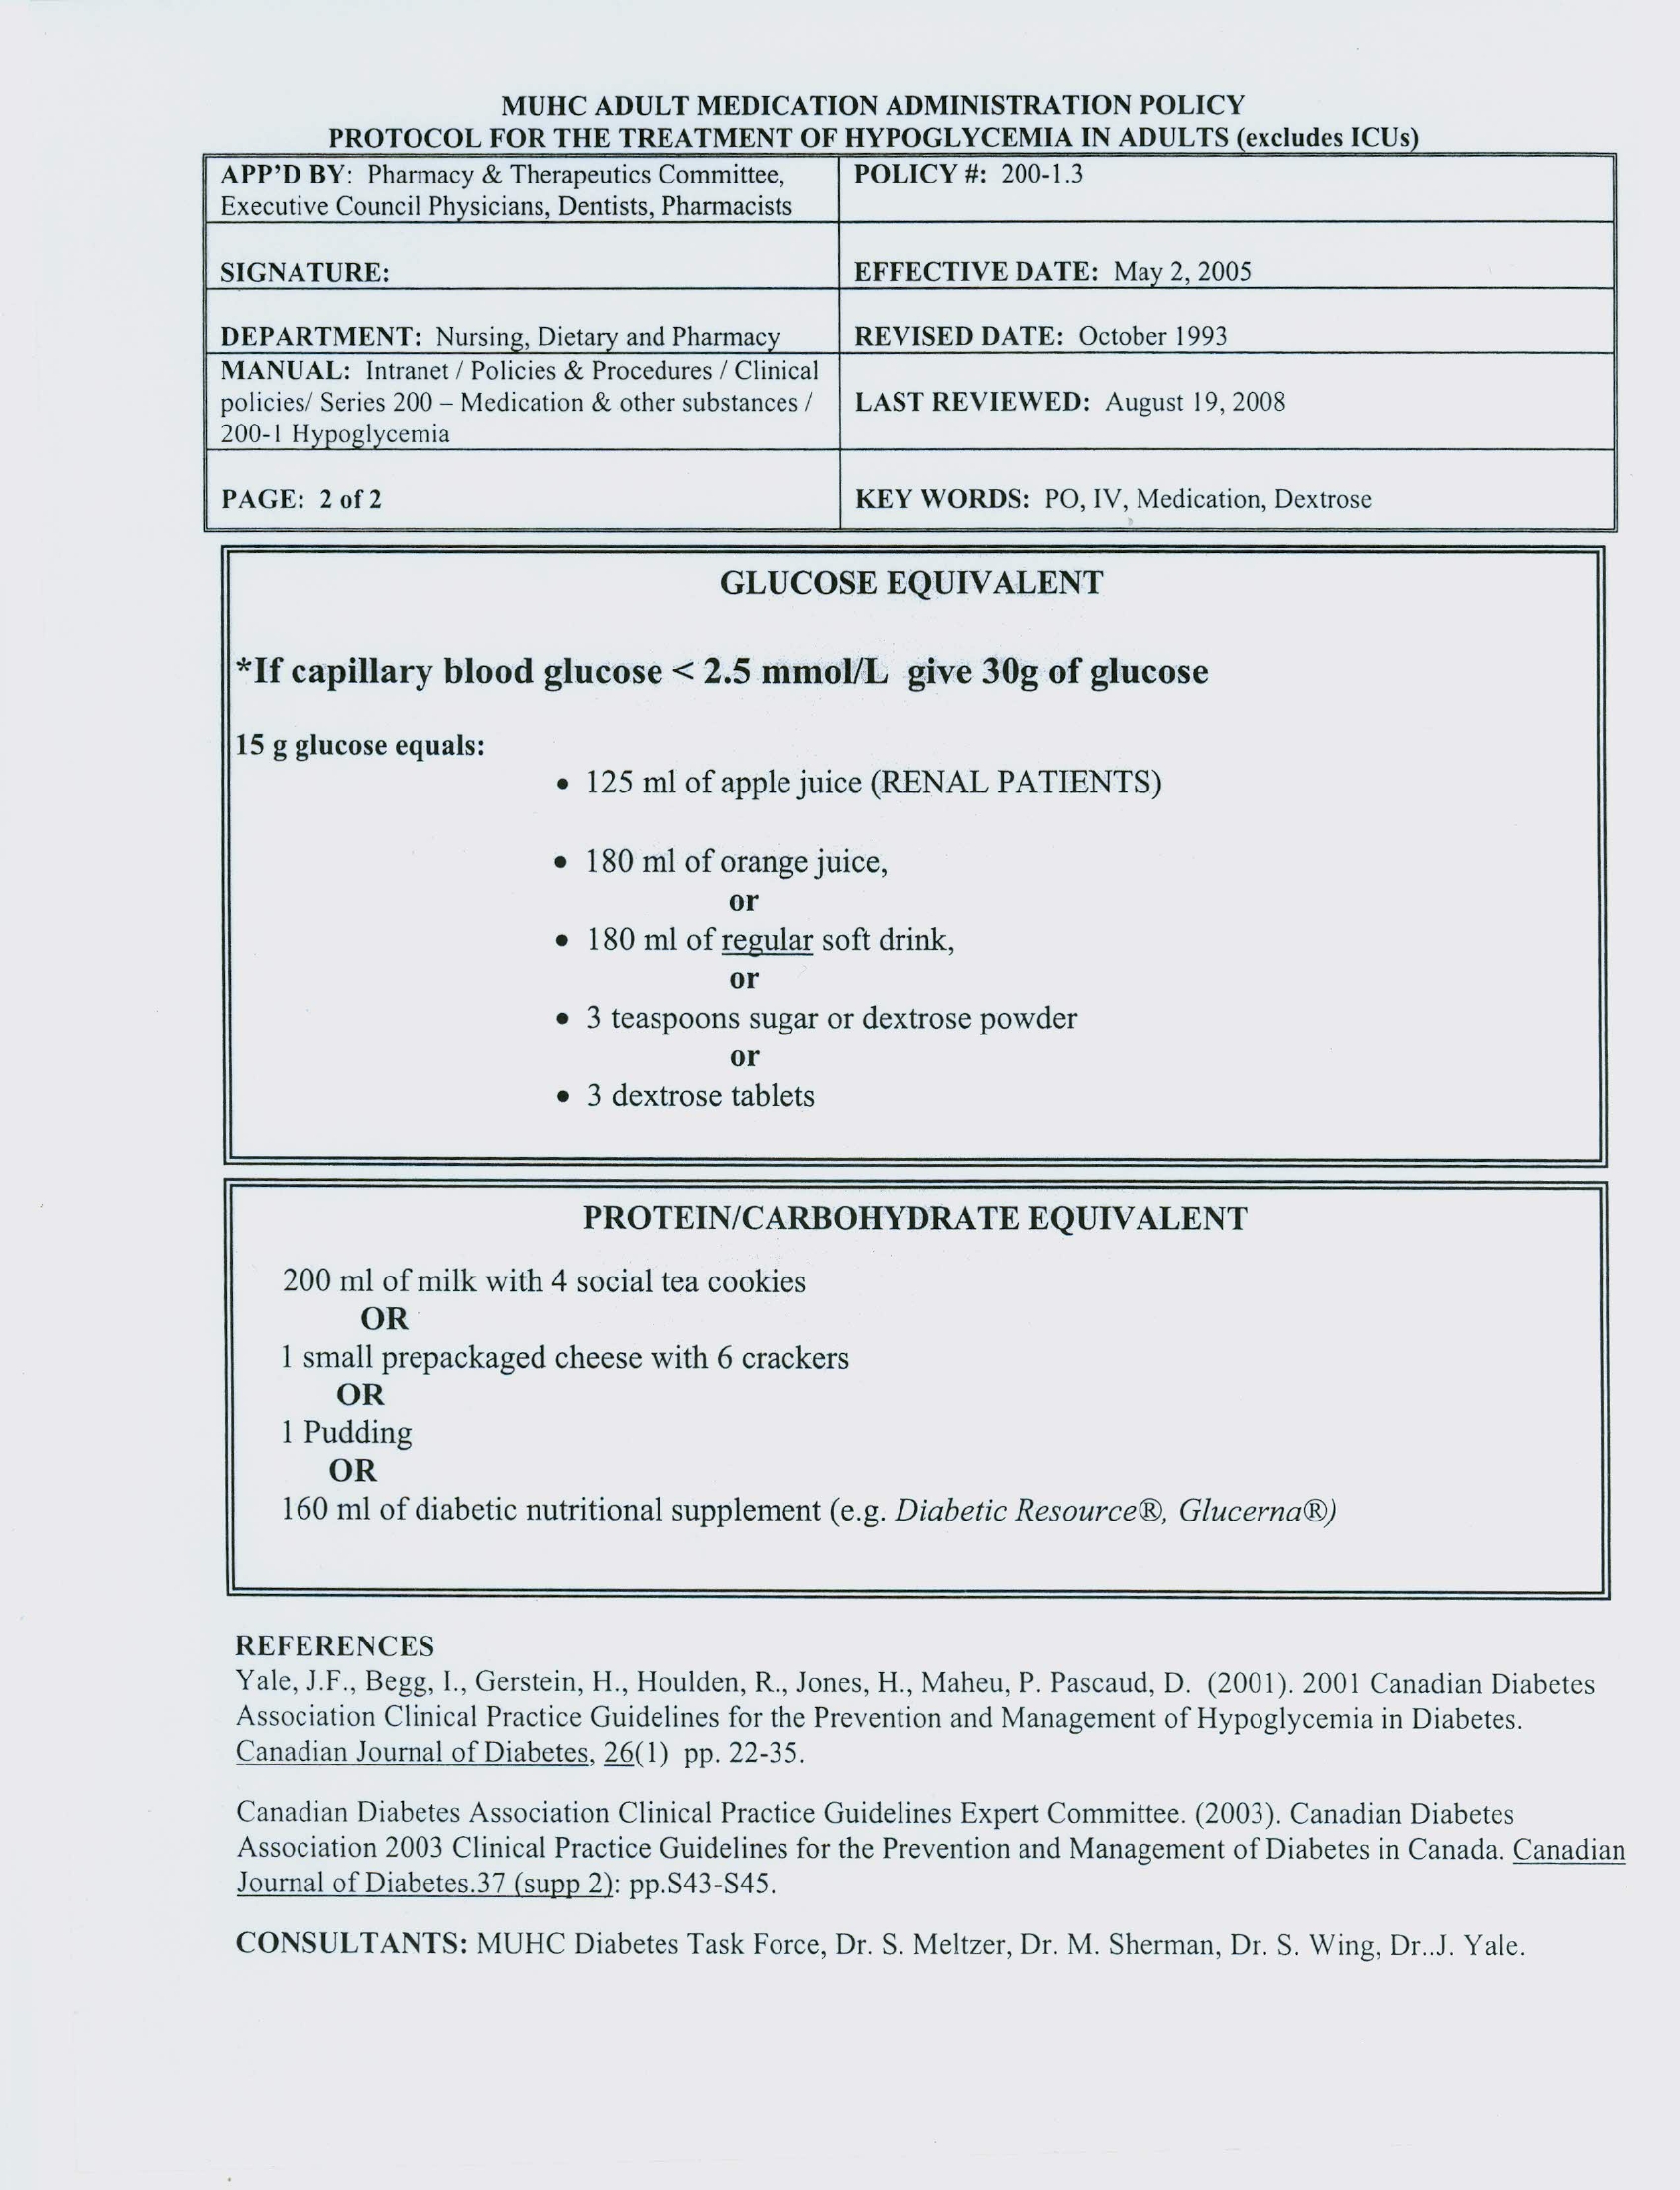 MUHC ADULT MEDICATION ADMINISTRATION POLICY
PROTOCOL FOR THE TREATMENT OF HYPOGLYCEMIA IN ADULTS (excludes ICUs)
APP'D BY: Pharmacy & Therapeutics Committee,
Executive Council Physicians, Dentists, Pharmacists
POLICY #: 200-1.3
SIGNATURE:
EFFECTIVE DATE: May 2, 2005
DEPARTMENT: Nursing, Dietary and Pharmacy
REVISED DATE: October 1993
MANUAL: Intranet / Policies & Procedures / Clinical
policies/ Series 200 – Medication & other substances /
200-1 Hypoglycemia
LAST REVIEWED: August 19, 2008
PAGE: 2 of 2
KEY WORDS: PO, IV, Medication, Dextrose
GLUCOSE EQUIVALENT
*If capillary blood glucose < 2.5 mmol/L give 30g of glucose
15 g glucose equals:
• 125 ml of apple juice (RENAL PATIENTS)
• 180 ml of orange juice,
or
• 180 ml of regular soft drink,
or
• 3 teaspoons sugar or dextrose powder
or
• 3 dextrose tablets
PROTEIN/CARBOHYDRATE EQUIVALENT
200 ml of milk with 4 social tea cookies
OR
1 small prepackaged cheese with 6 crackers
OR
1 Pudding
OR
160 ml of diabetic nutritional supplement (e.g. Diabetic Resource®, Glucerna®)
REFERENCES
Yale, J.F., Begg, I., Gerstein, H., Houlden, R., Jones, H., Maheu, P. Pascaud, D. (2001). 2001 Canadian Diabetes
Association Clinical Practice Guidelines for the Prevention and Management of Hypoglycemia in Diabetes.
Canadian Journal of Diabetes, 26(1) pp. 22-35.
Canadian Diabetes Association Clinical Practice Guidelines Expert Committee. (2003). Canadian Diabetes
Association 2003 Clinical Practice Guidelines for the Prevention and Management of Diabetes in Canada. Canadian
Journal of Diabetes.37 (supp 2): pp.S43-S45.
CONSULTANTS: MUHC Diabetes Task Force, Dr. S. Meltzer, Dr. M. Sherman, Dr. S. Wing, Dr..J. Yale.